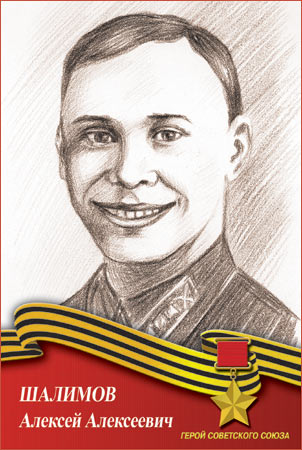 ШАЛИМОВ
Алексей Алексеевич
ГЕРОЙ СОВЕТСКОГО СОЮЗА